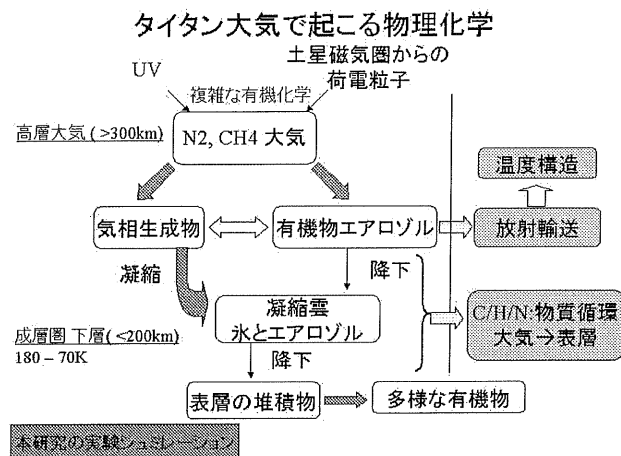 タイタン大気で起こる物理化学
UV
複雑な有機化学
土星磁気圏からの
荷電粒子
高層大気 ( >300km)
N2, CH4 大気
温度構造
気相生成物
有機物エアロゾル
放射輸送
凝縮
降下
凝縮雲
氷とエアロゾル
C/H/N·物質循環
大気→表層
成層圏 下層( <200km)
180 – 70K
降下
表層の堆積物
多様な有機物
本研究の実験シュミレーション